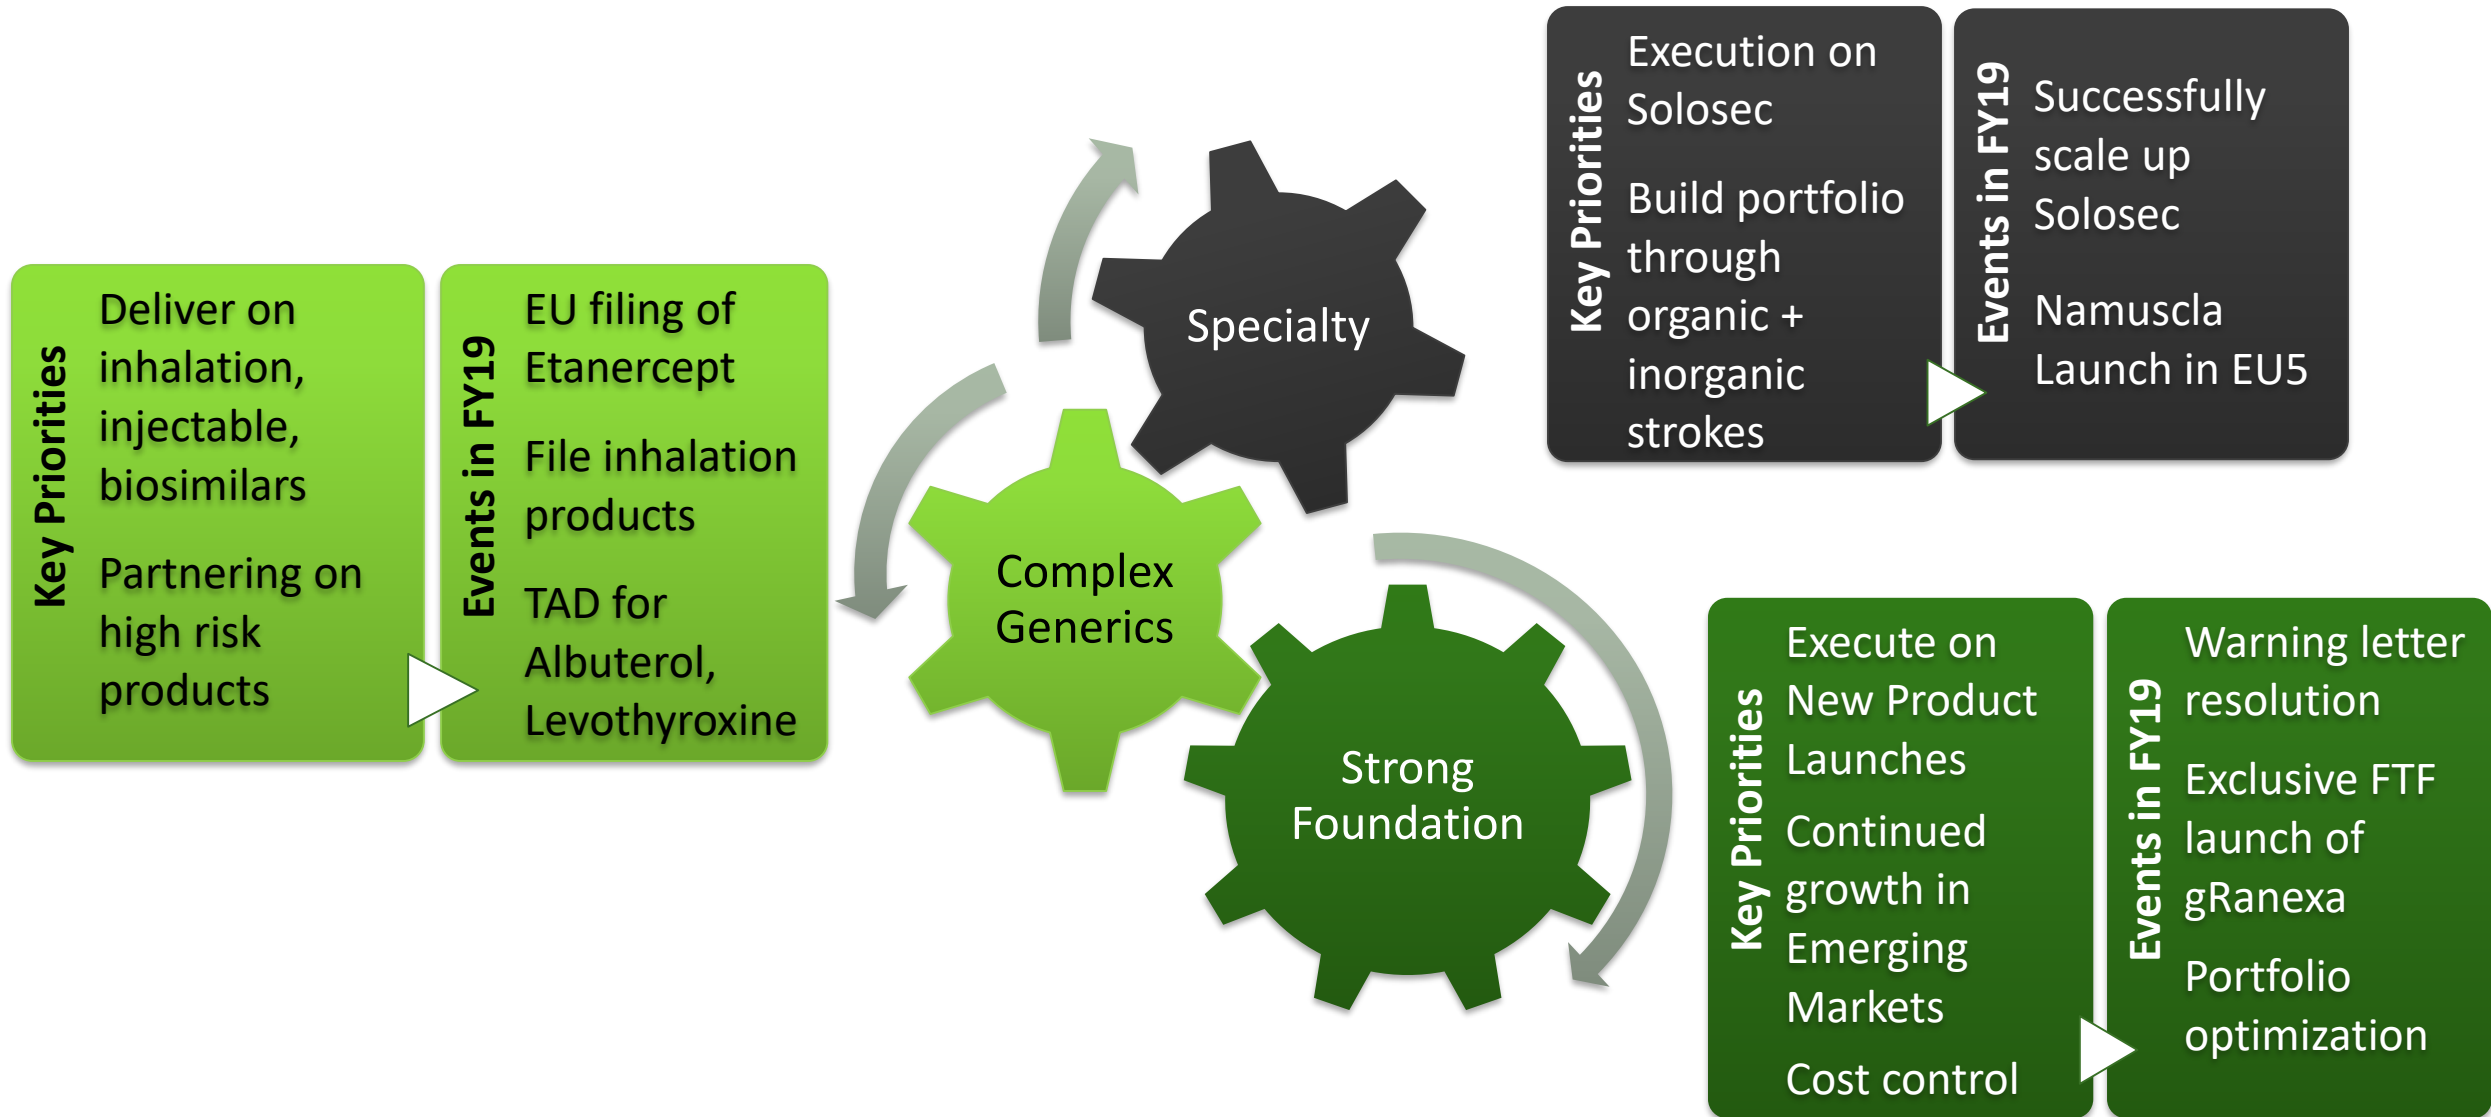 Key Priorities
Deliver on
inhalation,
injectable,
biosimilars
Partnering on
high risk
products
Events in FY19
EU filing of
Etanercept
File inhalation
products
TAD for
Albuterol,
Levothyroxine
Specialty
Complex
Generics
Strong
Foundation
Key Priorities
Execution on
Solosec
Build portfolio
through
organic +
inorganic
strokes
Events in FY19
Successfully
scale up
Solosec
Namuscla
Launch in EU5
Key Priorities
Execute on
New Product
Launches
Continued
growth in
Emerging
Markets
Cost control
Events in FY19
Warning letter
resolution
Exclusive FTF
launch of
gRanexa
Portfolio
optimization